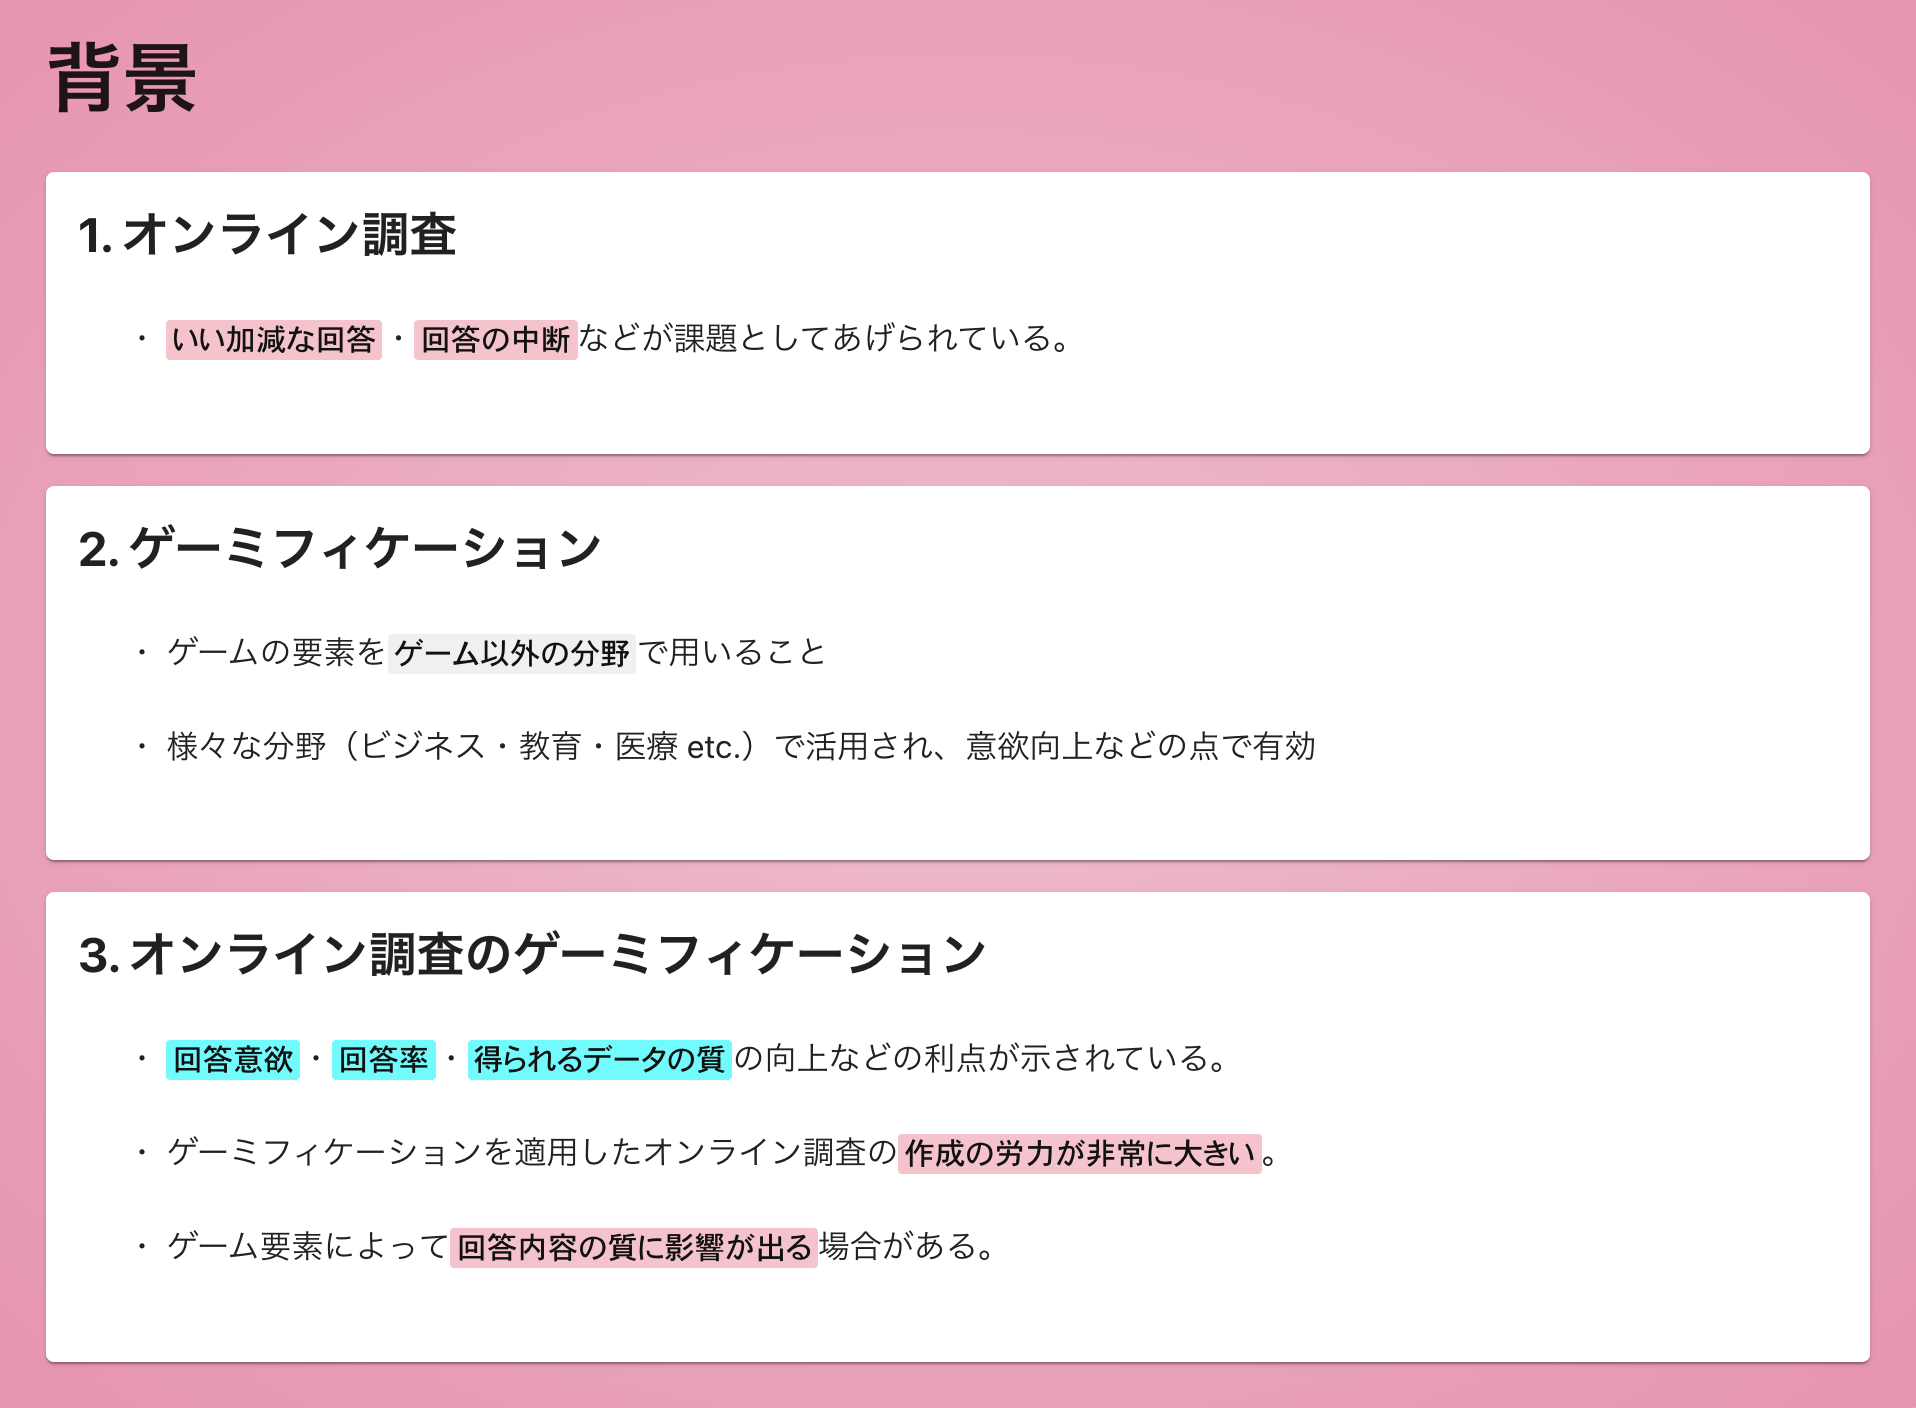 背景
1. オンライン調査
・ いい加減な回答・回答の中断などが課題としてあげられている。
2. ゲーミフィケーション
・ ゲームの要素をゲーム以外の分野で用いること
・ 様々な分野（ビジネス・教育・医療 etc.）で活用され、意欲向上などの点で有効
3. オンライン調査のゲーミフィケーション
・ 回答意欲・回答率・得られるデータの質の向上などの利点が示されている。
・ ゲーミフィケーションを適用したオンライン調査の作成の労力が非常に大きい。
・ ゲーム要素によって回答内容の質に影響が出る場合がある。